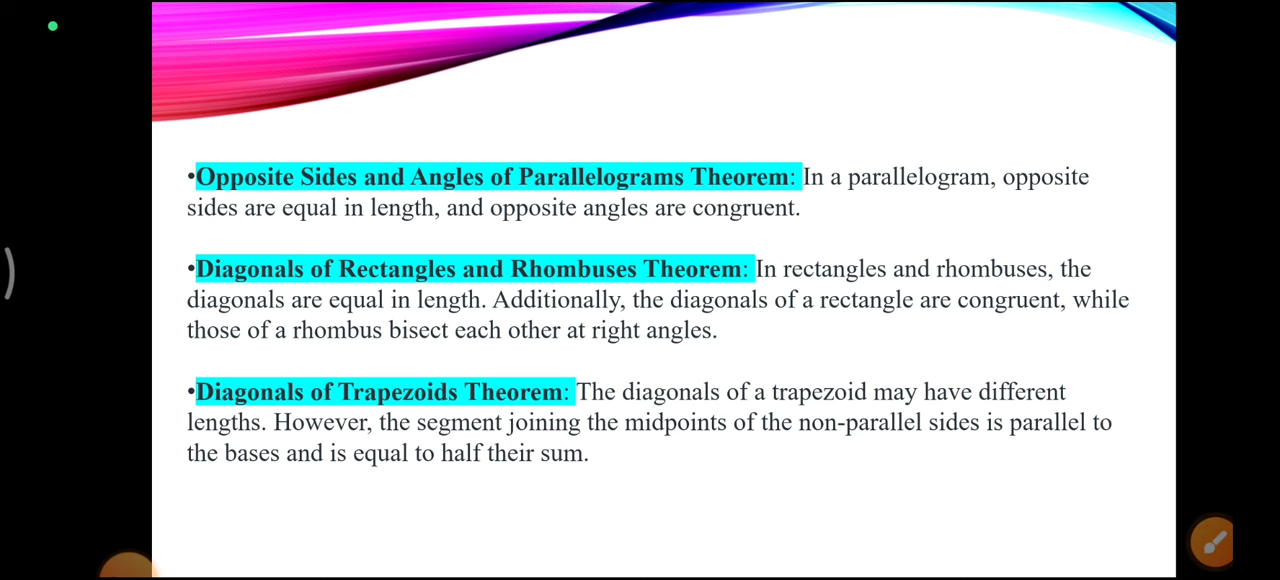 •Opposite Sides and Angles of Parallelograms Theorem: In a parallelogram, opposite
sides are equal in length, and opposite angles are congruent.
•Diagonals of Rectangles and Rhombuses Theorem: In rectangles and rhombuses, the
diagonals are equal in length. Additionally, the diagonals of a rectangle are congruent, while
those of a rhombus bisect each other at right angles.
•Diagonals of Trapezoids Theorem: The diagonals of a trapezoid may have different
lengths. However, the segment joining the midpoints of the non-parallel sides is parallel to
the bases and is equal to half their sum.